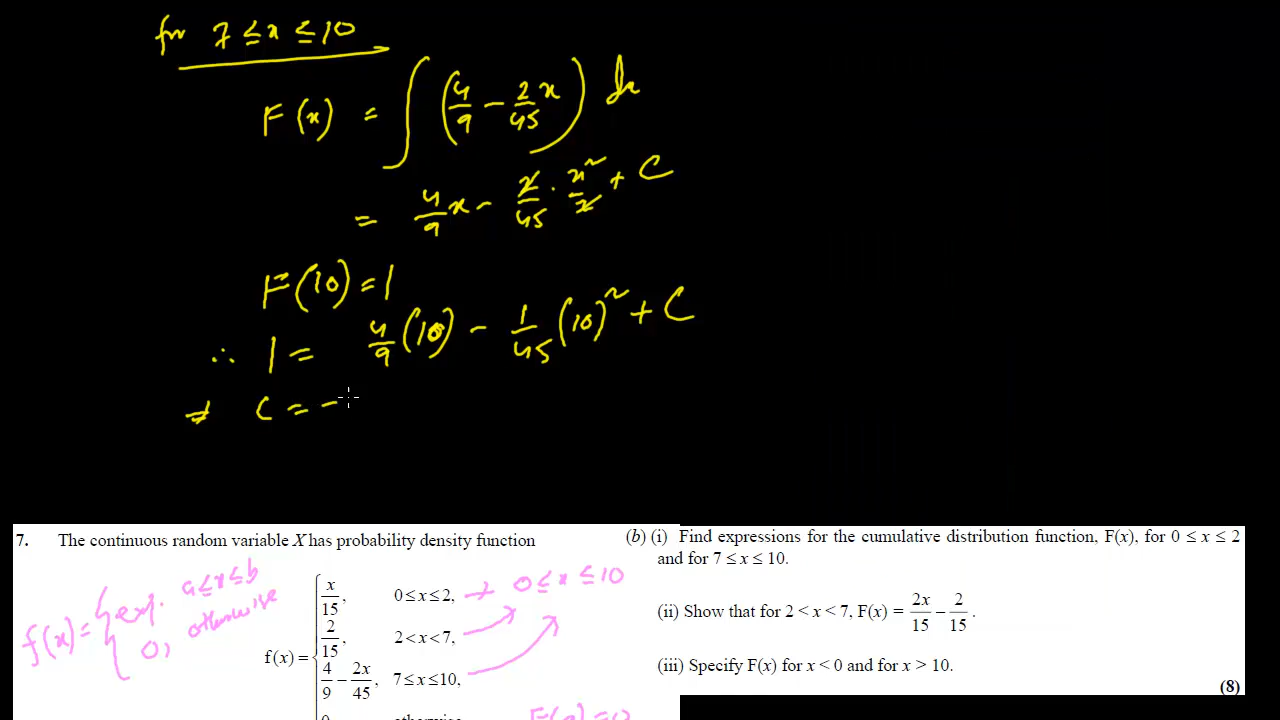 for 7 ≤ x ≤ 10
F(x) = ∫ (4/9 − 2/45 x) dx
= 4/9 x − 2/45 · x²/2 + C
F(10) = 1
∴ 1 = 4/9 (10) − 1/45 (10)² + C
⇒ C = −
7. The continuous random variable X has probability density function
f(x) = { exp. a ≤ x ≤ b
0, otherwise
f(x) =
x/15, 0 ≤ x ≤ 2, → 0 ≤ x ≤ 10
2/15, 2 < x < 7,
4/9 − 2x/45, 7 ≤ x ≤ 10,
(b) (i) Find expressions for the cumulative distribution function, F(x), for 0 ≤ x ≤ 2
and for 7 ≤ x ≤ 10.
(ii) Show that for 2 < x < 7, F(x) = 2x/15 − 2/15 .
(iii) Specify F(x) for x < 0 and for x > 10.
(8)